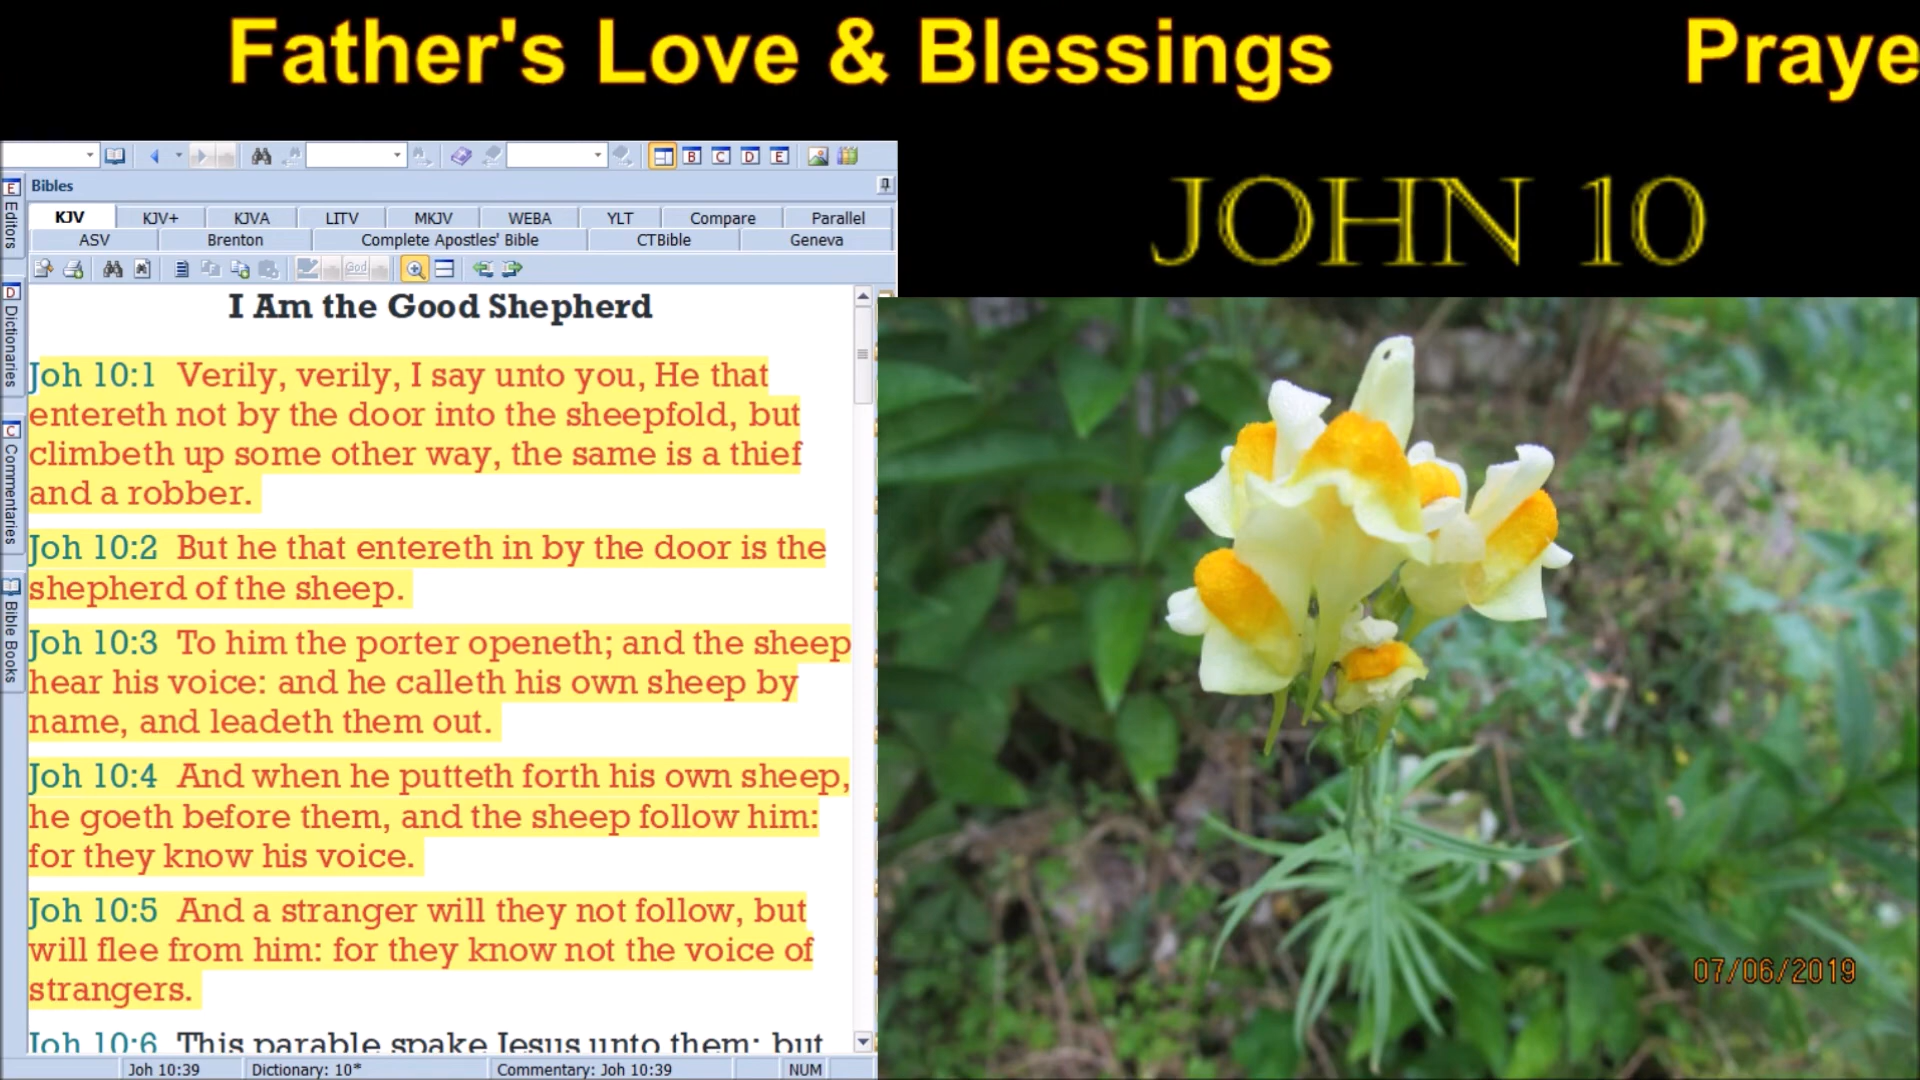 Father's Love & Blessings Praye
JOHN 10
Bibles
KJV KJV+ KJVA LITV MKJV WEBA YLT Compare Parallel
ASV Brenton Complete Apostles' Bible CTBible Geneva
God
Editors
Dictionaries
Commentaries
Bible Books
I Am the Good Shepherd
Joh 10:1 Verily, verily, I say unto you, He that
entereth not by the door into the sheepfold, but
climbeth up some other way, the same is a thief
and a robber.
Joh 10:2 But he that entereth in by the door is the
shepherd of the sheep.
Joh 10:3 To him the porter openeth; and the sheep
hear his voice: and he calleth his own sheep by
name, and leadeth them out.
Joh 10:4 And when he putteth forth his own sheep,
he goeth before them, and the sheep follow him:
for they know his voice.
Joh 10:5 And a stranger will they not follow, but
will flee from him: for they know not the voice of
strangers.
Joh 10:6 This parable spake Jesus unto them: but
Joh 10:39 Dictionary: 10* Commentary: Joh 10:39 NUM
07/06/2019